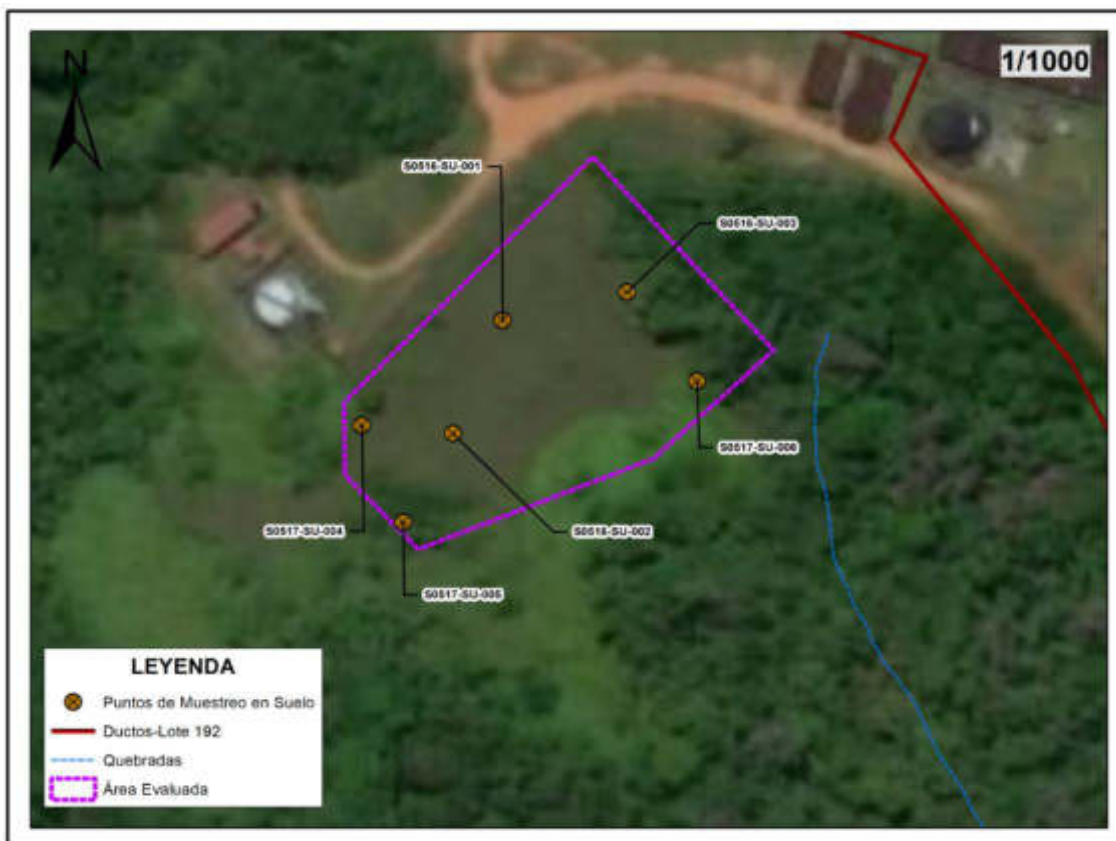 N
1/1000
S0516-SU-001
S0516-SU-003
S0517-SU-006
S0517-SU-004
S0516-SU-002
S0517-SU-005
LEYENDA
Puntos de Muestreo en Suelo
Ductos-Lote 192
Quebradas
Área Evaluada